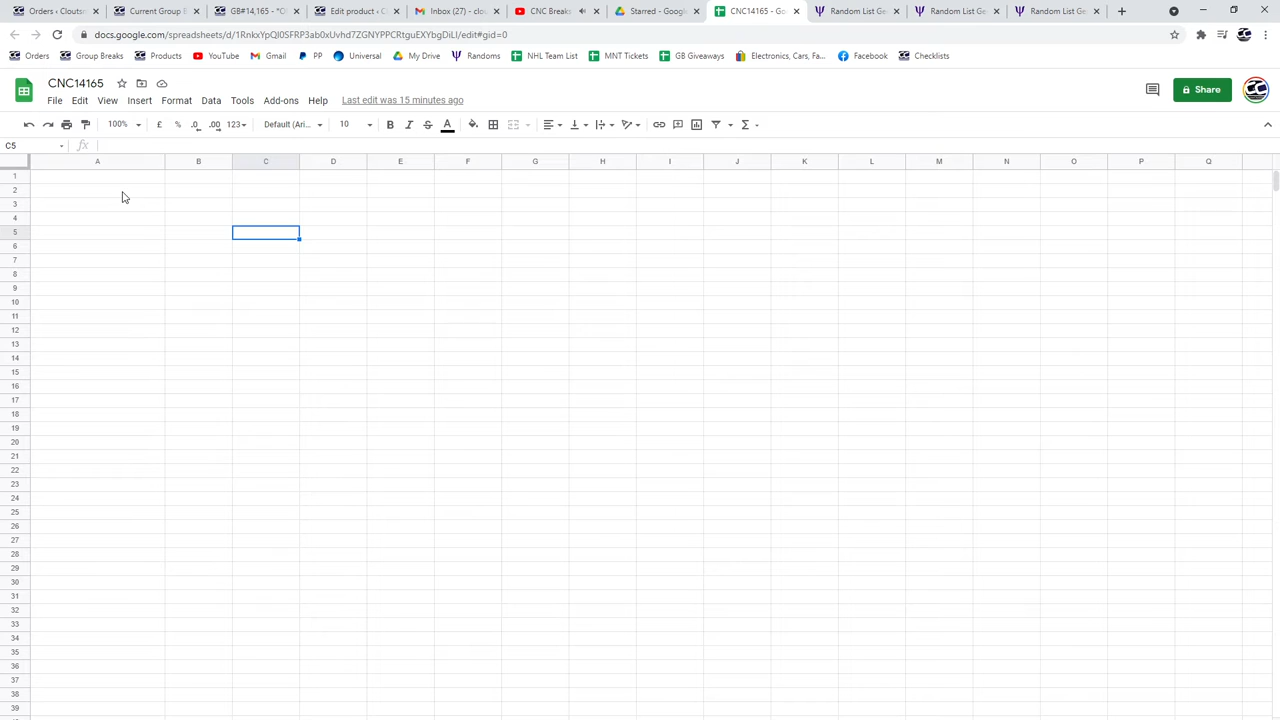 Orders ‹ Cloutsn
Current Group B
GB#14,165 - *C
Edit product ‹ Cl
Inbox (27) - clou
CNC Breaks
Starred - Google
CNC14165 - Go
Random List Ge
Random List Ge
Random List Ge
docs.google.com/spreadsheets/d/1RnkxYpQI0SFRP3ab0xUvhd7ZGNYPPCRtguEXYbgDiLI/edit#gid=0
Orders
Group Breaks
Products
YouTube
Gmail
PP
Universal
My Drive
Randoms
NHL Team List
MNT Tickets
GB Giveaways
Electronics, Cars, Fa...
Facebook
Checklists
CNC14165
File Edit View Insert Format Data Tools Add-ons Help Last edit was 15 minutes ago
Share
100% £ % .0 .00 123 Default (Ari... 10 B I S A Σ
C5 fx
A B C D E F G H I J K L M N O P Q
1
2
3
4
5
6
7
8
9
10
11
12
13
14
15
16
17
18
19
20
21
22
23
24
25
26
27
28
29
30
31
32
33
34
35
36
37
38
39